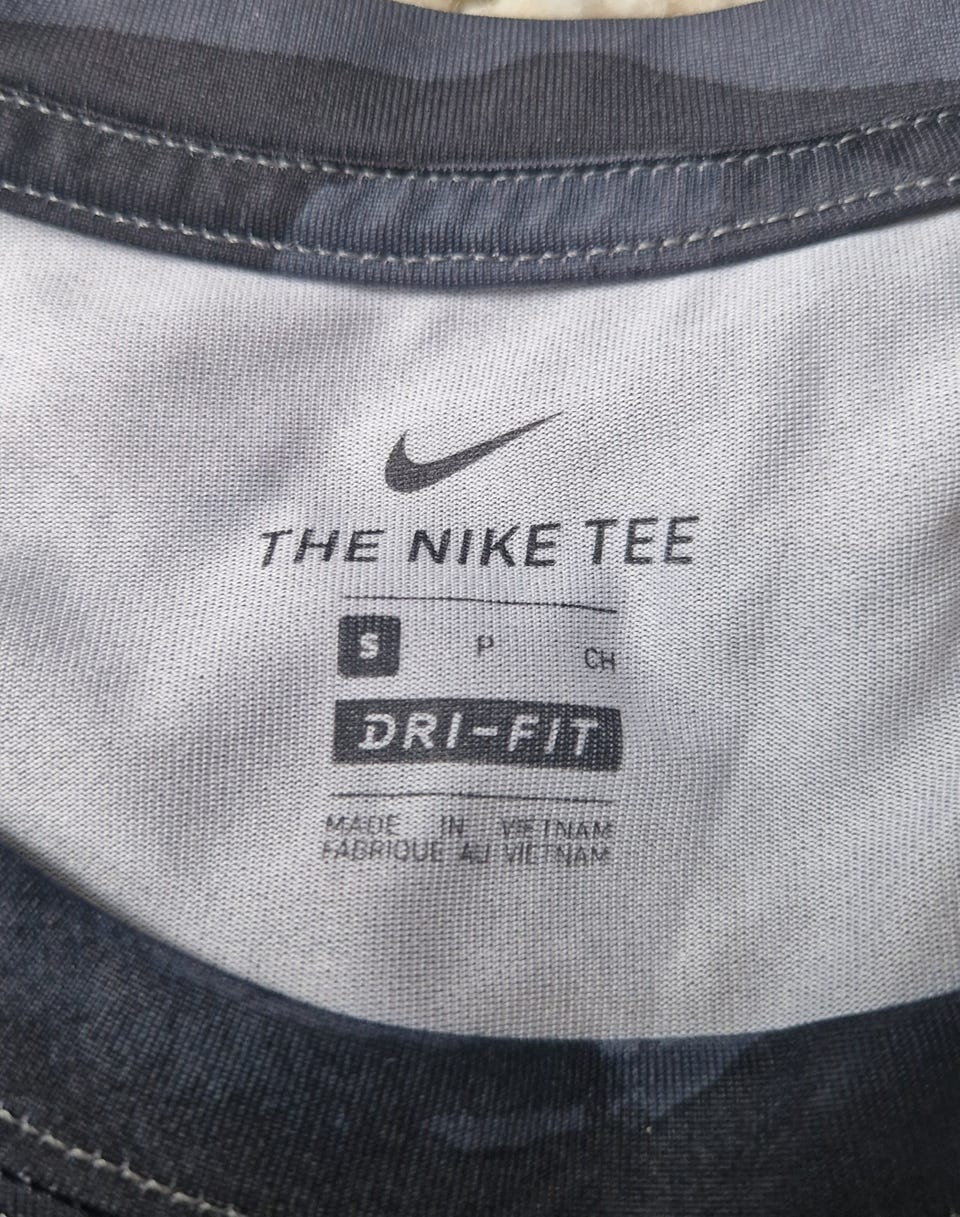 THE NIKE TEE
S P CH
DRI-FIT
MADE IN VIETNAM
FABRIQUE AU VIETNAM